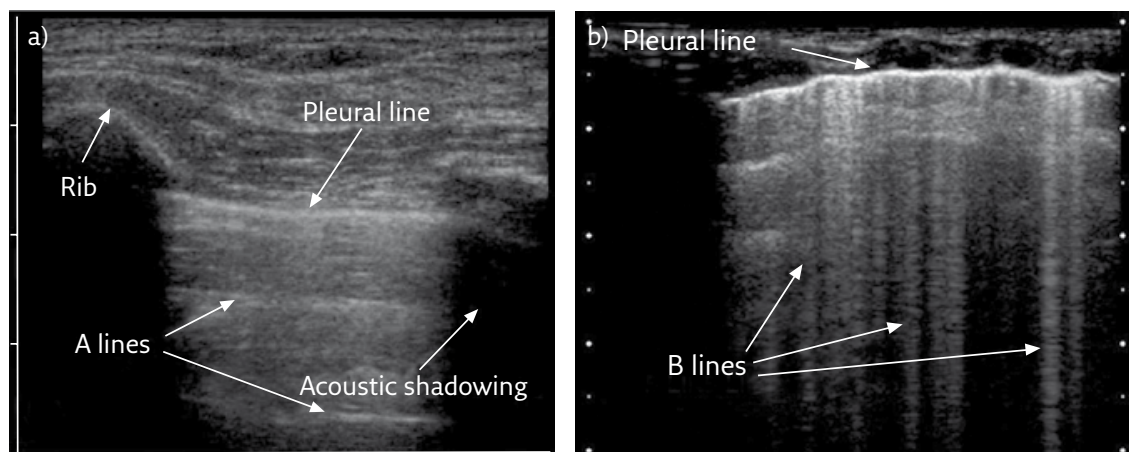 a)
Pleural line
Rib
A lines
Acoustic shadowing
b)
Pleural line
B lines